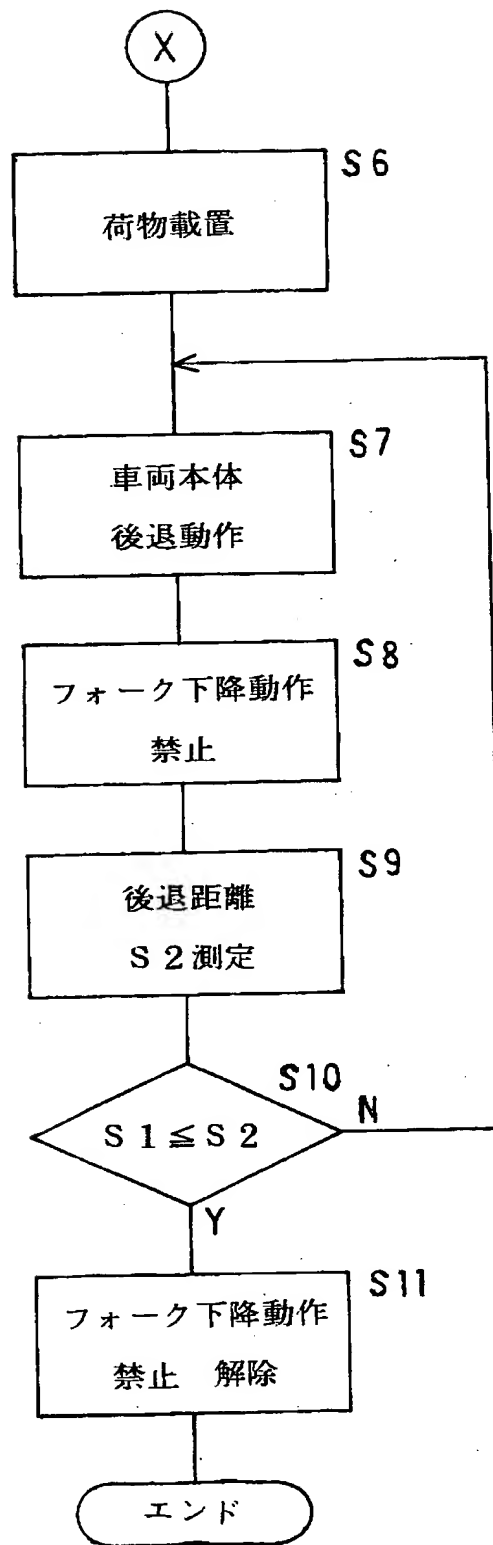 X
S6
荷物載置
S7
車両本体
後退動作
S8
フォーク下降動作
禁止
S9
後退距離
S2測定
S10
S1≦S2
N
Y
S11
フォーク下降動作
禁止 解除
エンド